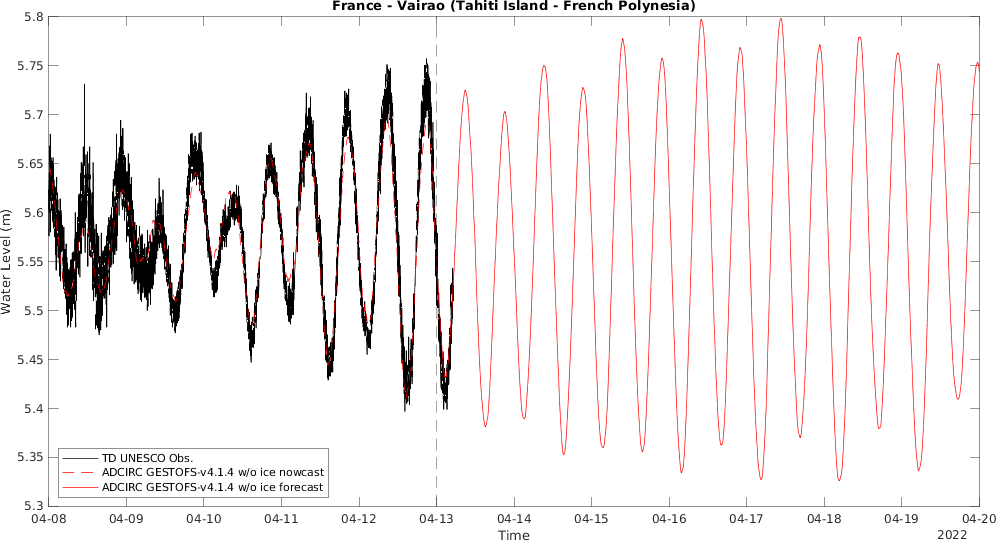 France - Vairao (Tahiti Island - French Polynesia)
5.8
5.75
5.7
5.65
5.6
5.55
5.5
5.45
5.4
5.35
5.3
Water Level (m)
TD UNESCO Obs.
ADCIRC GESTOFS-v4.1.4 w/o ice nowcast
ADCIRC GESTOFS-v4.1.4 w/o ice forecast
04-08 04-09 04-10 04-11 04-12 04-13 04-14 04-15 04-16 04-17 04-18 04-19 04-20
Time
2022